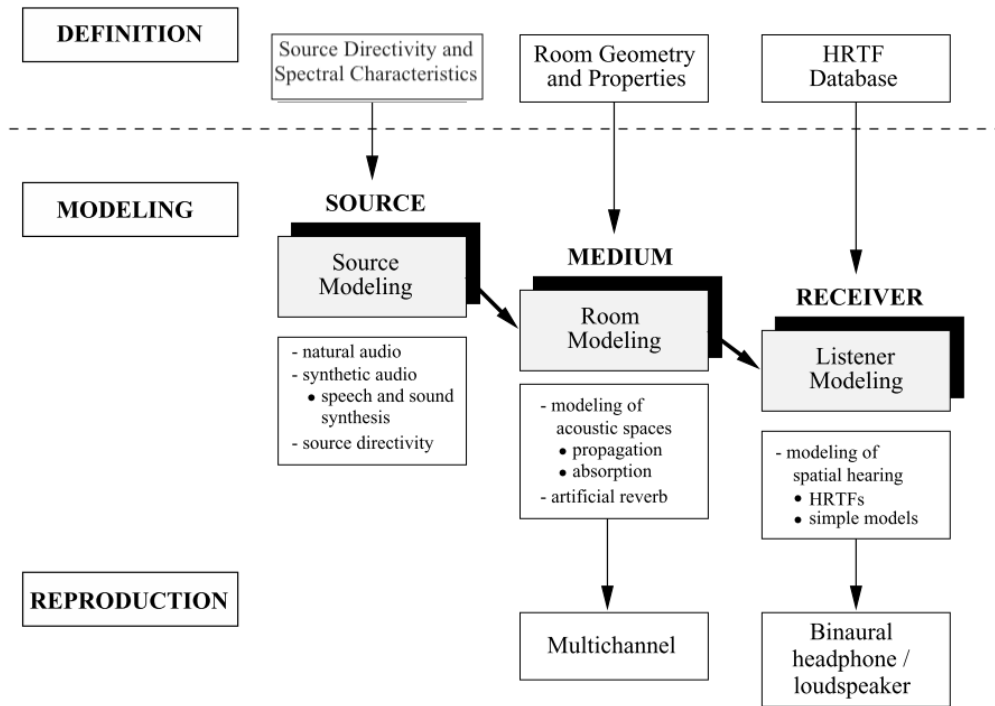 DEFINITION
Source Directivity and
Spectral Characteristics
Room Geometry
and Properties
HRTF
Database
MODELING
SOURCE
Source
Modeling
- natural audio
- synthetic audio
• speech and sound
synthesis
- source directivity
MEDIUM
Room
Modeling
- modeling of
acoustic spaces
• propagation
• absorption
- artificial reverb
RECEIVER
Listener
Modeling
- modeling of
spatial hearing
• HRTFs
• simple models
REPRODUCTION
Multichannel
Binaural
headphone /
loudspeaker